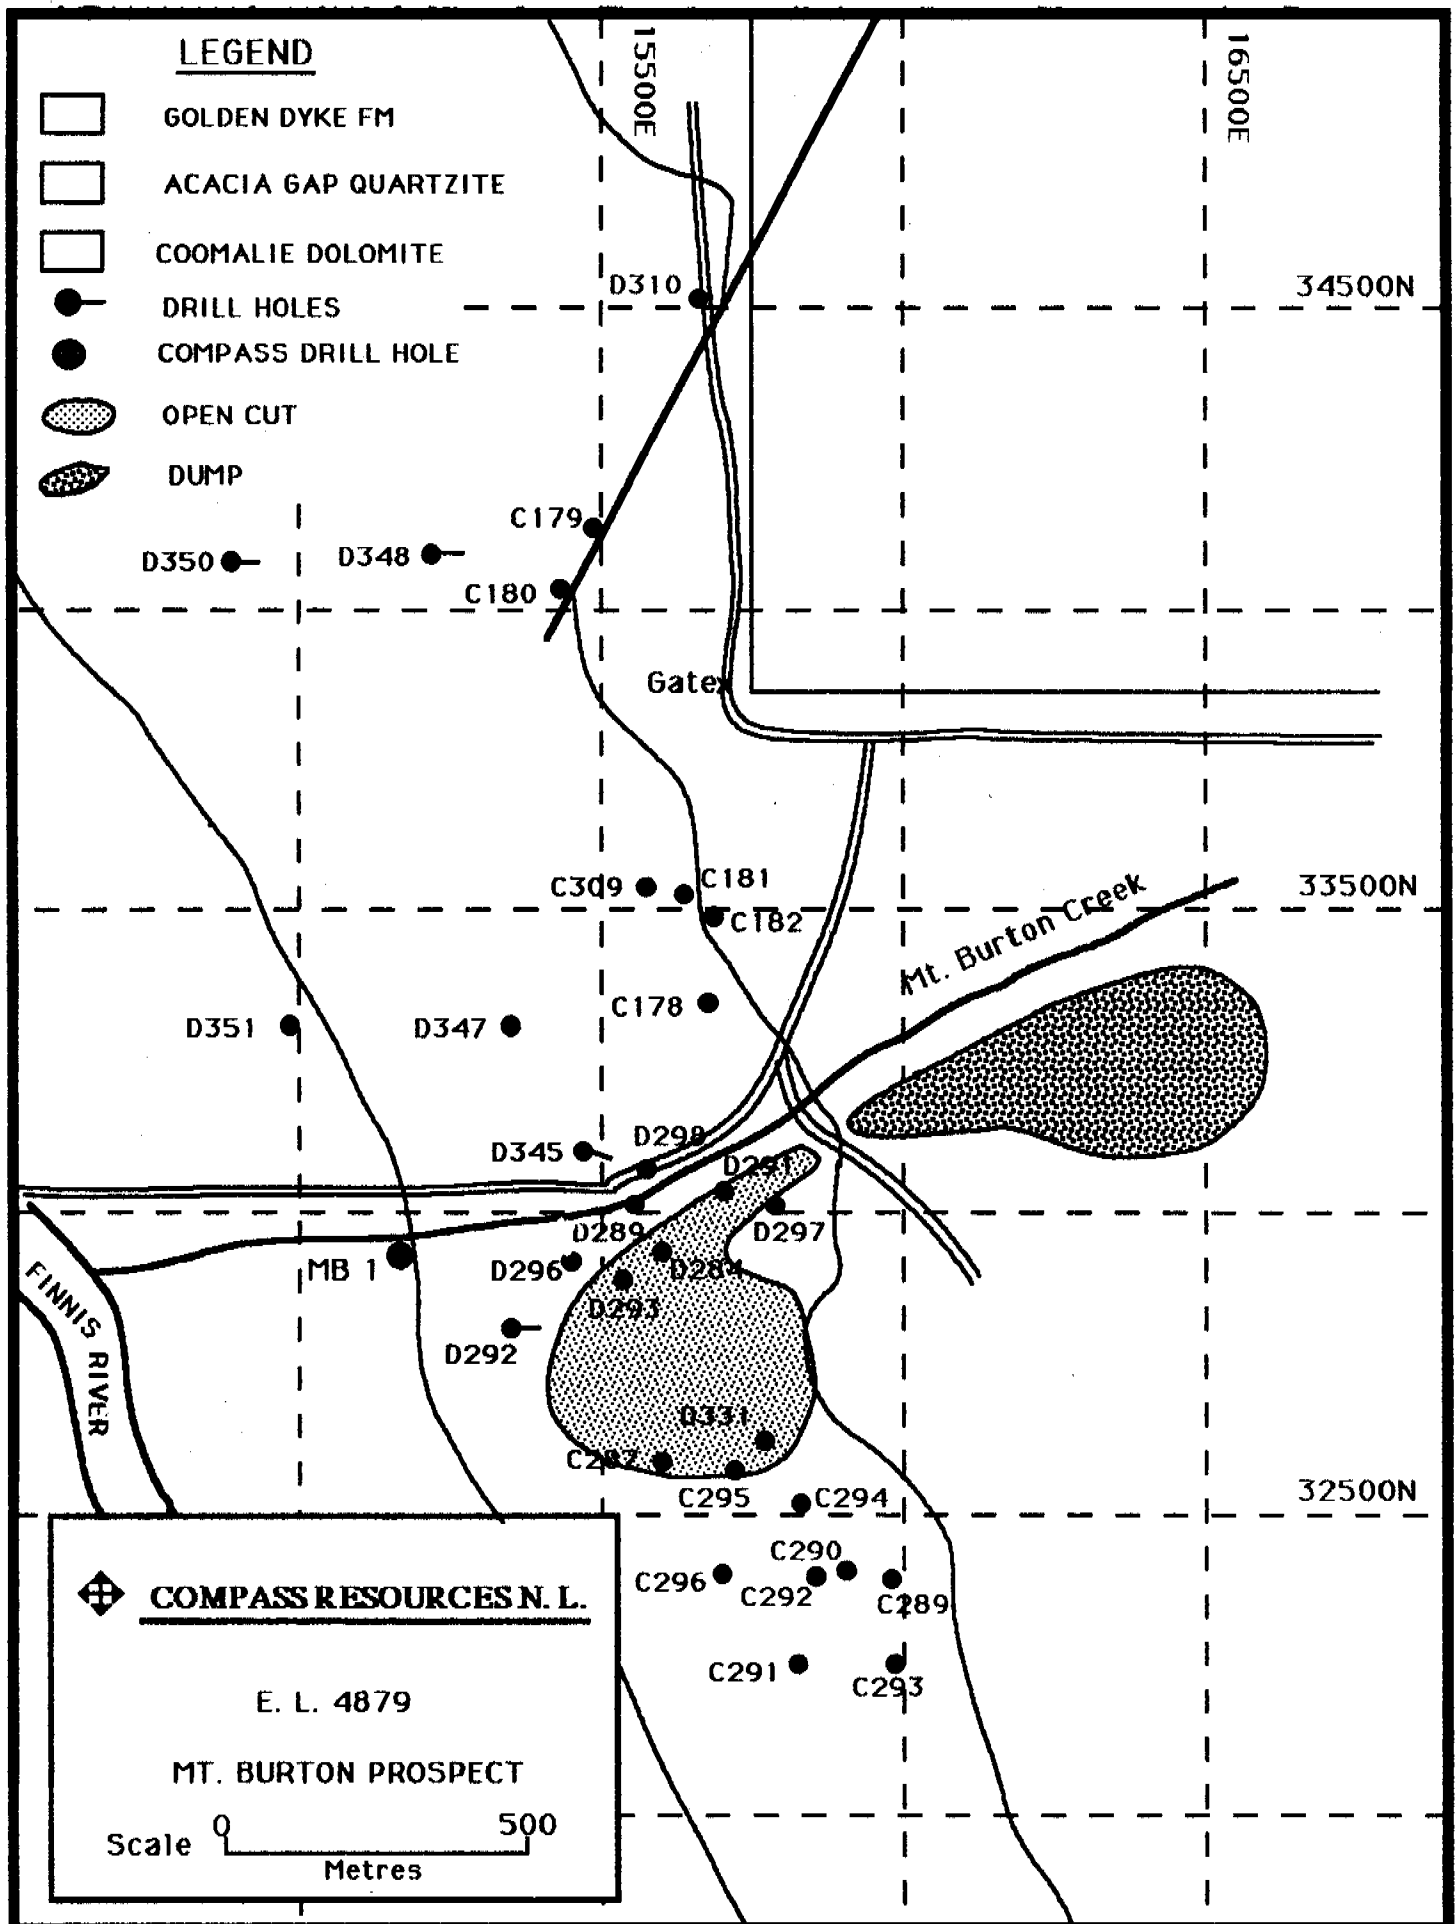 LEGEND
GOLDEN DYKE FM
ACACIA GAP QUARTZITE
COOMALIE DOLOMITE
DRILL HOLES
COMPASS DRILL HOLE
OPEN CUT
DUMP
15500E
16500E
D310
34500N
C179
D350
D348
C180
Gate
C309
C181
33500N
C182
Mt. Burton Creek
C178
D351
D347
D345
D298
D291
D289
D297
MB 1
D296
D284
FINNIS RIVER
D293
D292
D331
C287
C295
C294
32500N
C290
C296
C292
C289
C291
C293
COMPASS RESOURCES N. L.
E. L. 4879
MT. BURTON PROSPECT
0 500
Scale
Metres